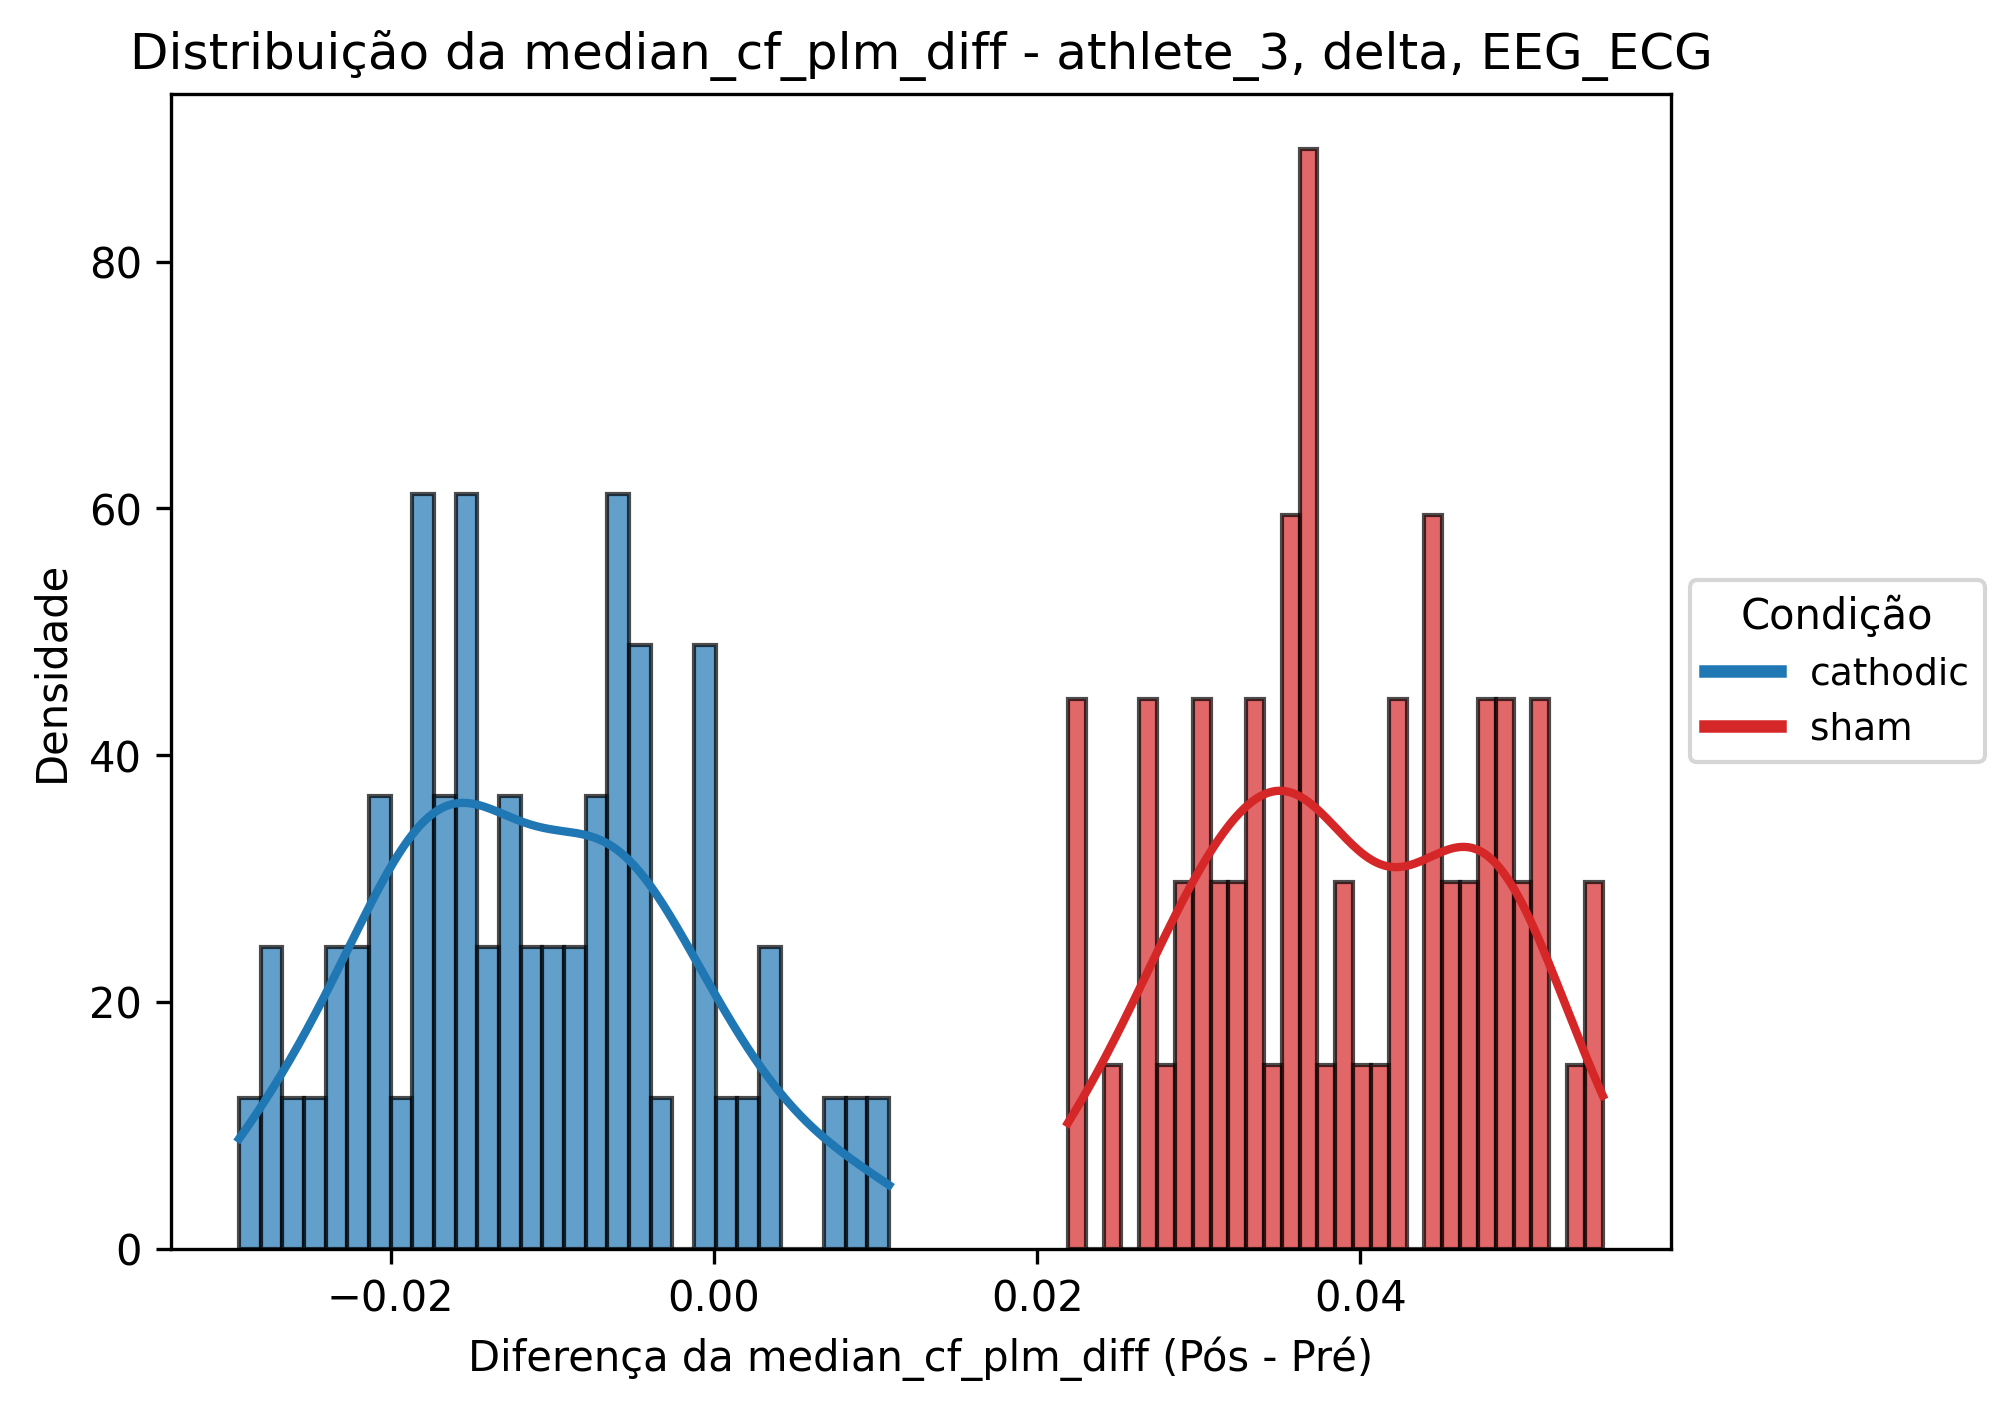 Distribuição da median_cf_plm_diff - athlete_3, delta, EEG_ECG
Densidade
80
60
40
20
0
−0.02
0.00
0.02
0.04
Diferença da median_cf_plm_diff (Pós - Pré)
Condição
cathodic
sham